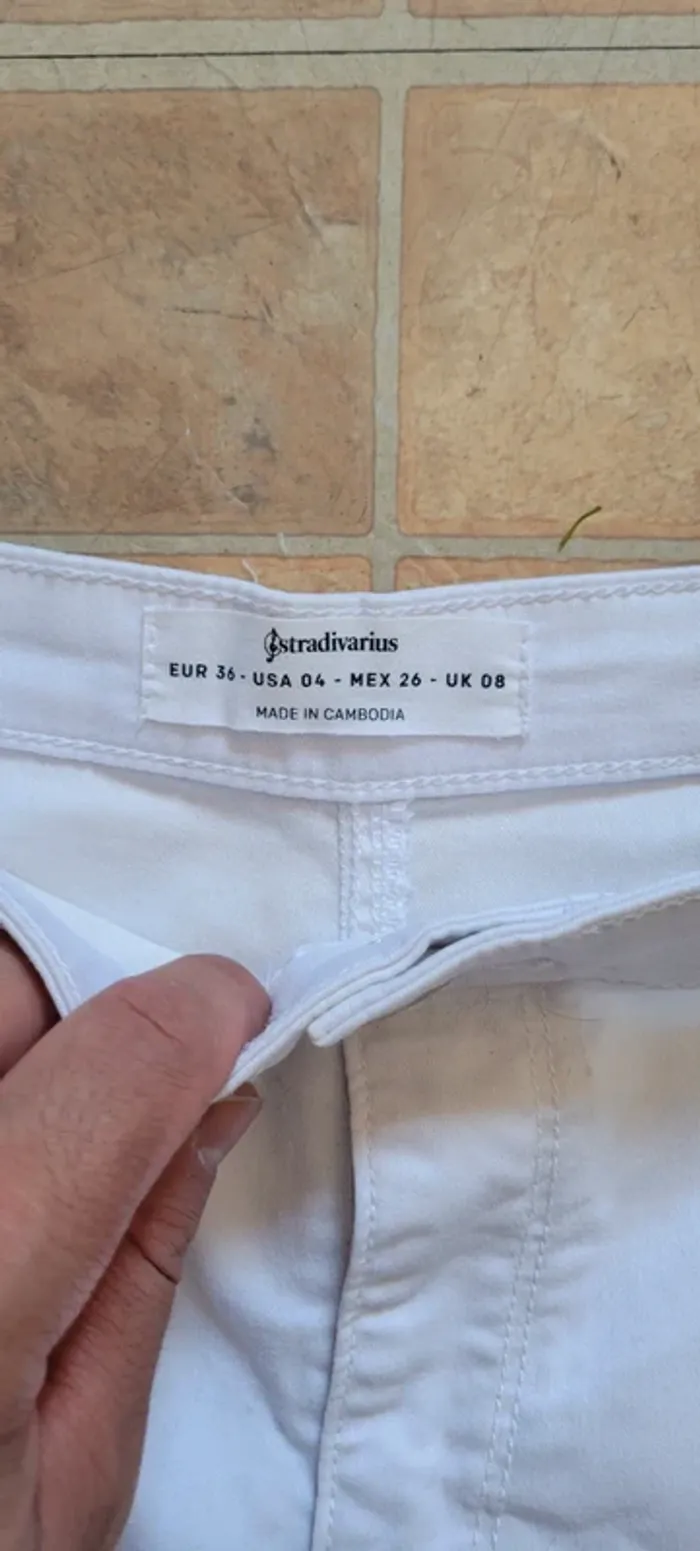 stradivarius
EUR 36 - USA 04 - MEX 26 - UK 08
MADE IN CAMBODIA